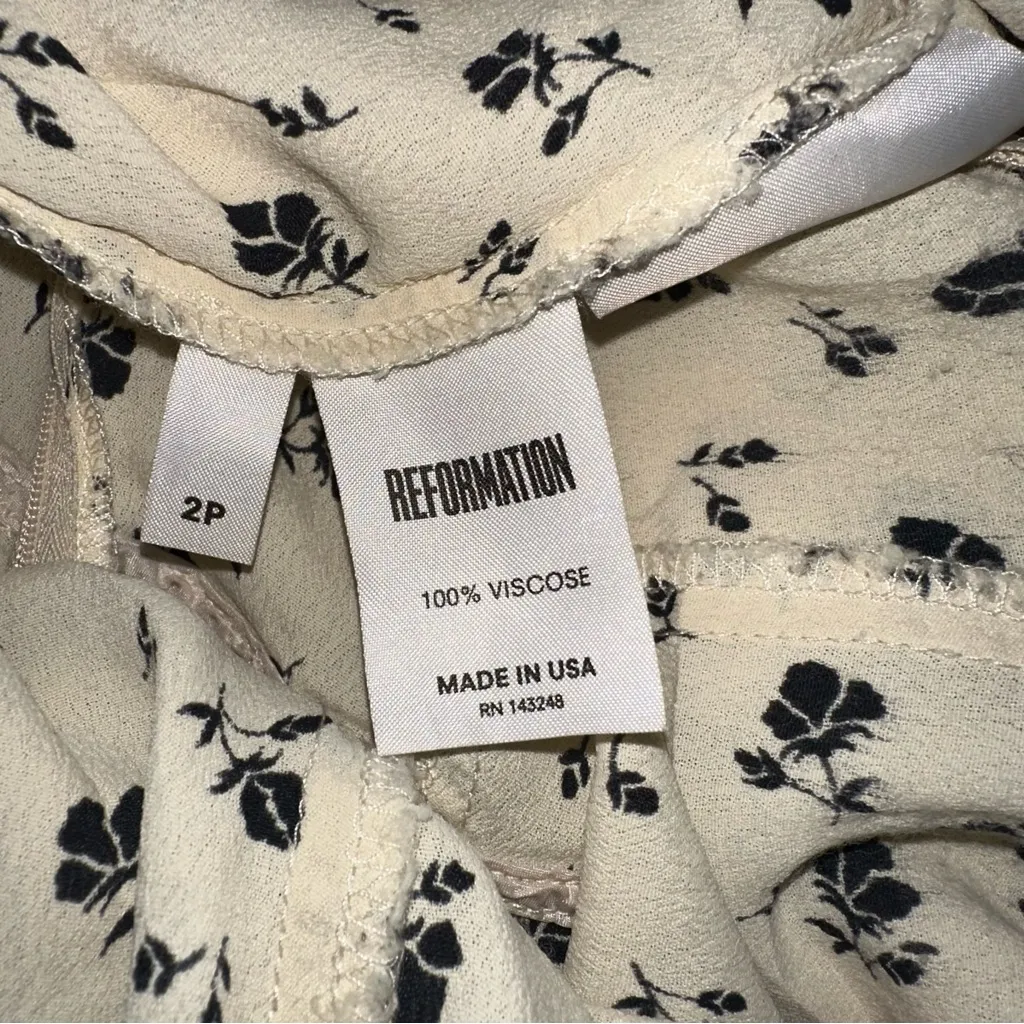 2P
REFORMATION
100% VISCOSE
MADE IN USA
RN 143248